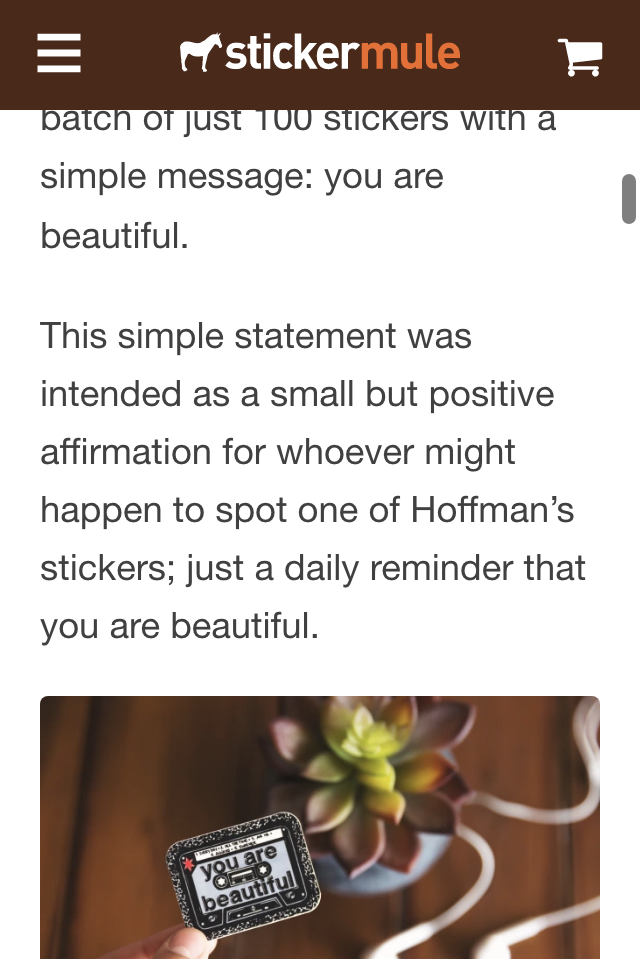 stickermule
batch of just 100 stickers with a
simple message: you are
beautiful.
This simple statement was
intended as a small but positive
affirmation for whoever might
happen to spot one of Hoffman’s
stickers; just a daily reminder that
you are beautiful.
you are
beautiful